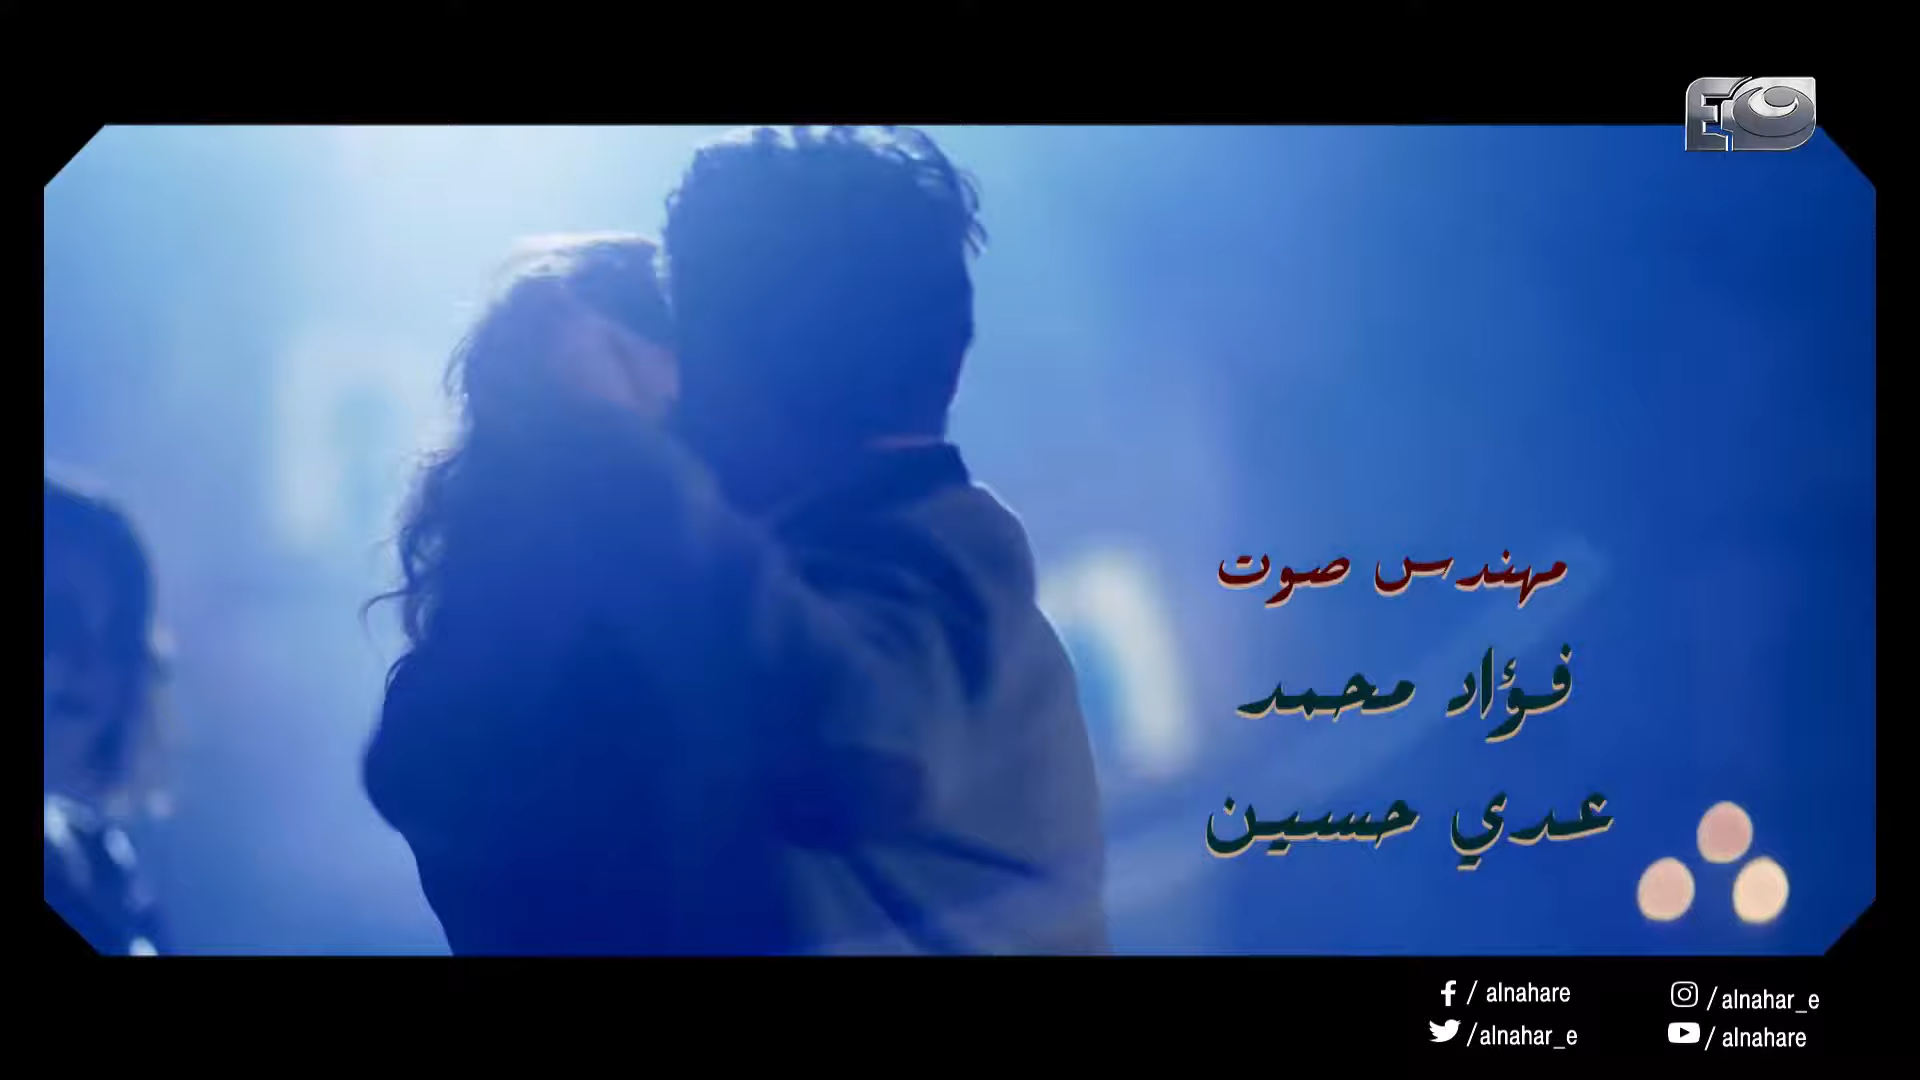 مهندس صوت
فؤاد محمد
عدي حسين
/ alnahare
/ alnahar_e
/ alnahar_e
/ alnahare